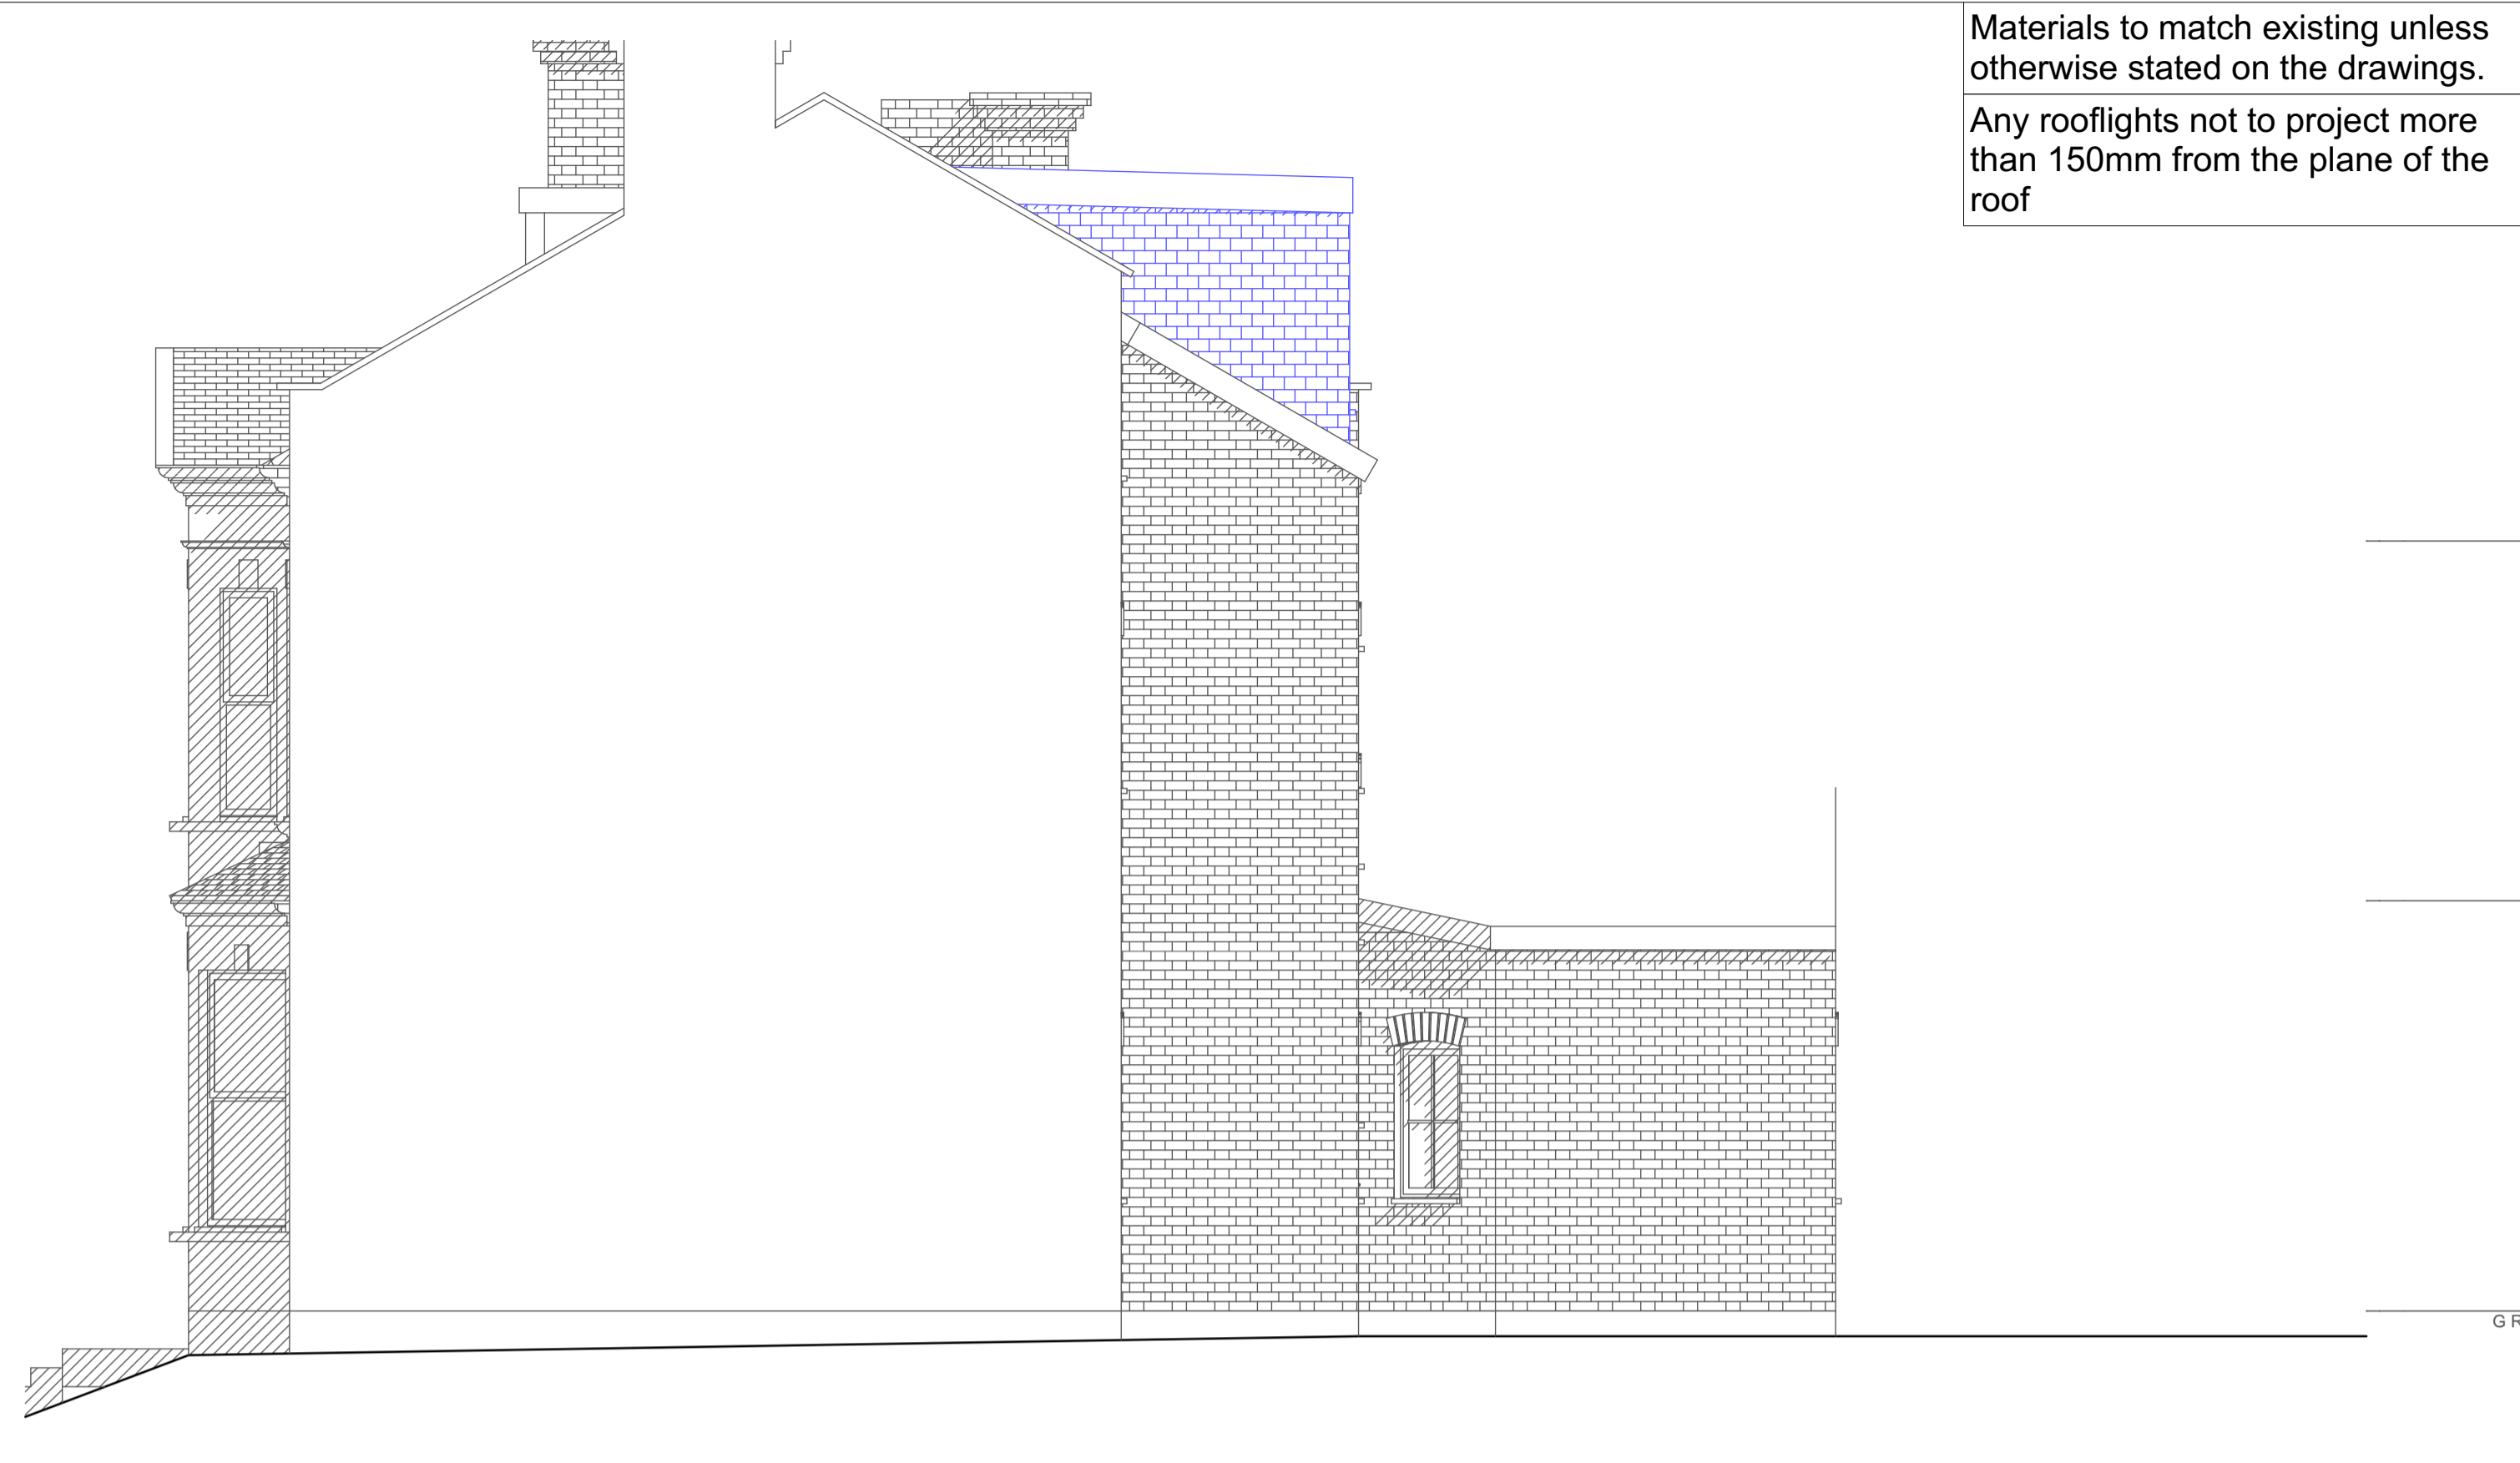 Materials to match existing unless
otherwise stated on the drawings.
Any rooflights not to project more
than 150mm from the plane of the
roof
G R